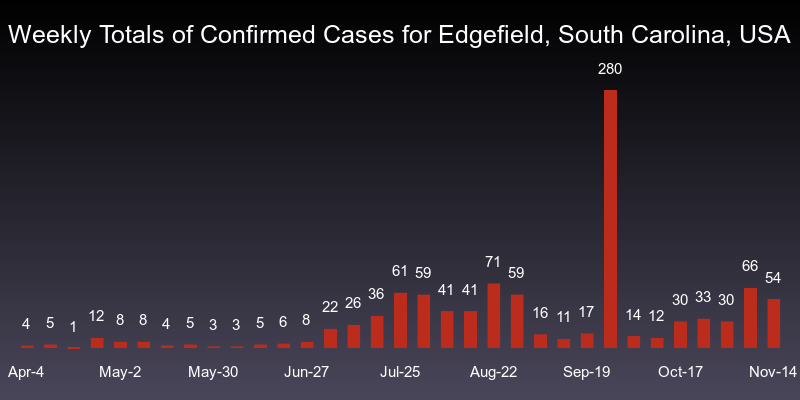 Weekly Totals of Confirmed Cases for Edgefield, South Carolina, USA
280
4 5 1 12 8 8 4 5 3 3 5 6 8 22 26 36 61 59 41 41 71 59 16 11 17 14 12 30 33 30 66 54
Apr-4 May-2 May-30 Jun-27 Jul-25 Aug-22 Sep-19 Oct-17 Nov-14